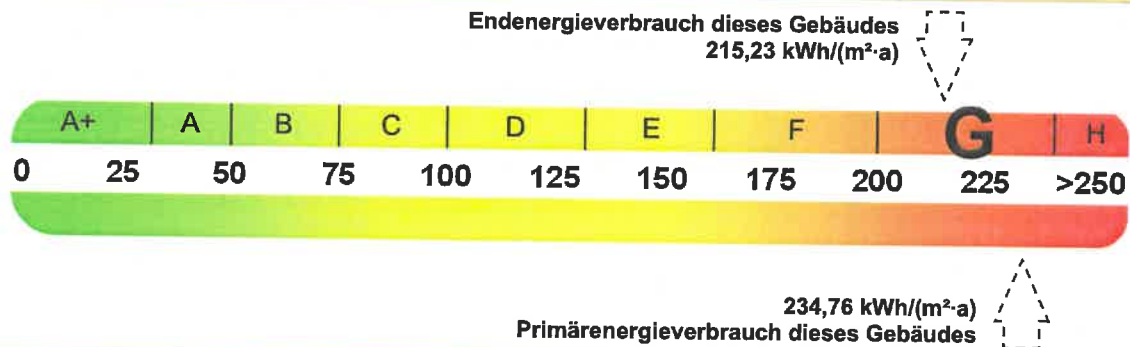 Endenergieverbrauch dieses Gebäudes
215,23 kWh/(m²·a)
A+ A B C D E F G H
0 25 50 75 100 125 150 175 200 225 >250
234,76 kWh/(m²·a)
Primärenergieverbrauch dieses Gebäudes